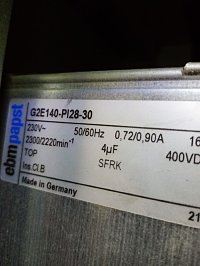 ebmpapst
G2E140-PI28-30
230V~ 50/60Hz 0,72/0,90A 16
2300/2220min⁻¹ 4µF 400VD
TOP SFRK
Ins.Cl.B
Made in Germany 21